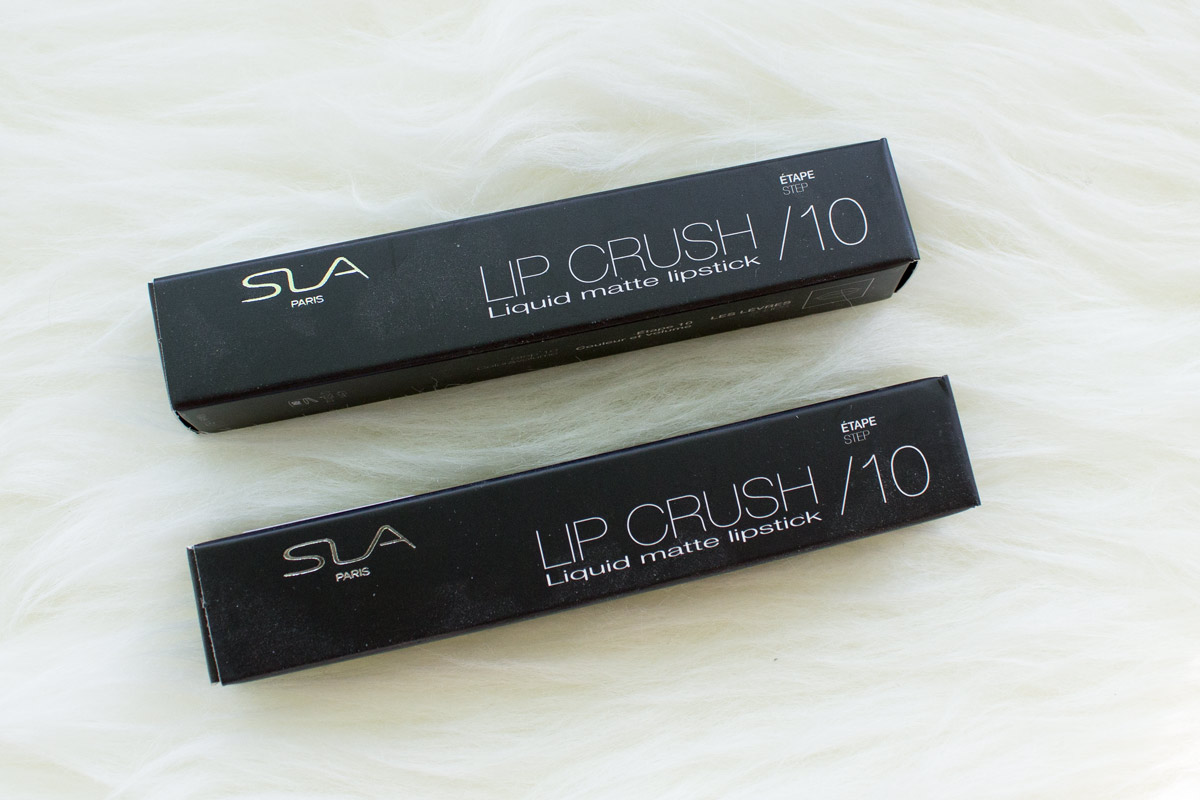 SLA
PARIS
LIP CRUSH
Liquid matte lipstick
ÉTAPE
STEP
/10
Étape 10
Couleur et volume
LES LÈVRES
SLA
PARIS
LIP CRUSH
Liquid matte lipstick
ÉTAPE
STEP
/10